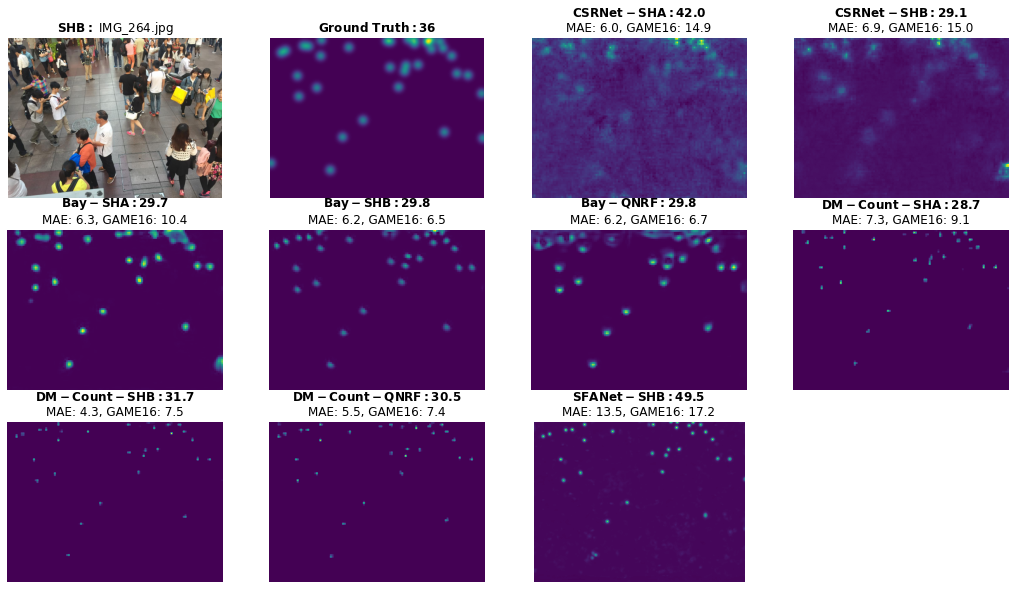 SHB: IMG_264.jpg
Ground Truth: 36
CSRNet - SHA: 42.0
MAE: 6.0, GAME16: 14.9
CSRNet - SHB: 29.1
MAE: 6.9, GAME16: 15.0
Bay - SHA: 29.7
MAE: 6.3, GAME16: 10.4
Bay - SHB: 29.8
MAE: 6.2, GAME16: 6.5
Bay - QNRF: 29.8
MAE: 6.2, GAME16: 6.7
DM - Count - SHA: 28.7
MAE: 7.3, GAME16: 9.1
DM - Count - SHB: 31.7
MAE: 4.3, GAME16: 7.5
DM - Count - QNRF: 30.5
MAE: 5.5, GAME16: 7.4
SFANet - SHB: 49.5
MAE: 13.5, GAME16: 17.2